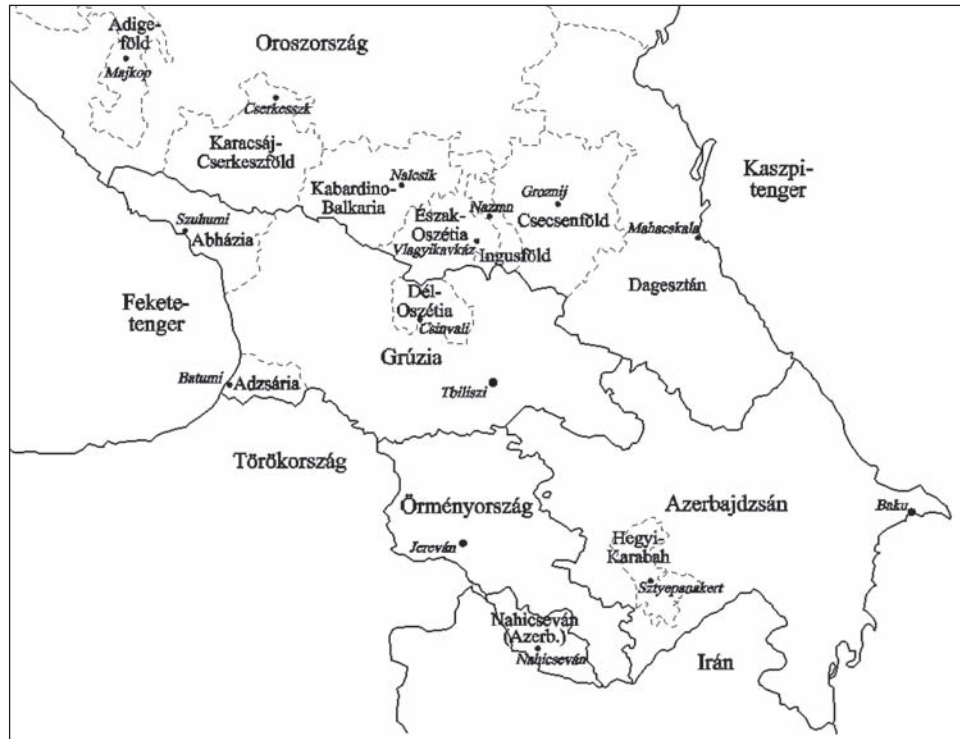 Adige-
föld
Majkop
Oroszország
Cserkesszk
Karacsáj-
Cserkeszföld
Kabardino-
Balkaria
Nalcsik
Észak-
Oszétia
Vlagyikavkáz
Nazmn
Ingusföld
Groznij
Csecsenföld
Kaszpi-
tenger
Mahacskala
Dagesztán
Szuhumi
Abházia
Fekete-
tenger
Dél-
Oszétia
Csinvali
Grúzia
Tbiliszi
Batumi
Adzsária
Törökország
Örményország
Jereván
Azerbajdzsán
Baku
Hegyi-
Karabah
Sztyepanakert
Nahicseván
(Azerb.)
Nahicseván
Irán